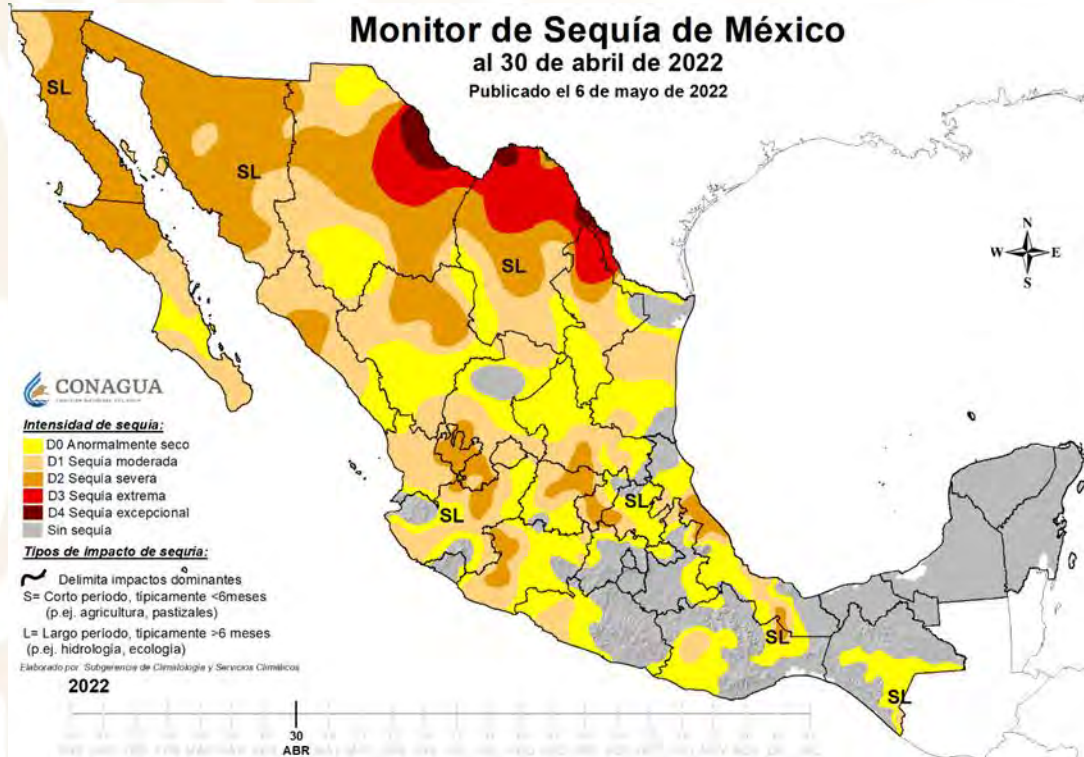 Monitor de Sequía de México
al 30 de abril de 2022
Publicado el 6 de mayo de 2022
SL
SL
SL
N
W E
S
CONAGUA
Intensidad de sequía:
D0 Anormalmente seco
D1 Sequía moderada
D2 Sequía severa
D3 Sequía extrema
D4 Sequía excepcional
Sin sequía
SL
SL
Tipos de impacto de sequía:
Delimita impactos dominantes
S= Corto período, típicamente <6meses
(p.ej. agricultura, pastizales)
L= Largo período, típicamente >6 meses
(p.ej. hidrología, ecología)
SL
Elaborado por: Subgerencia de Climatología y Servicios Climáticos
SL
2022
30
ABR